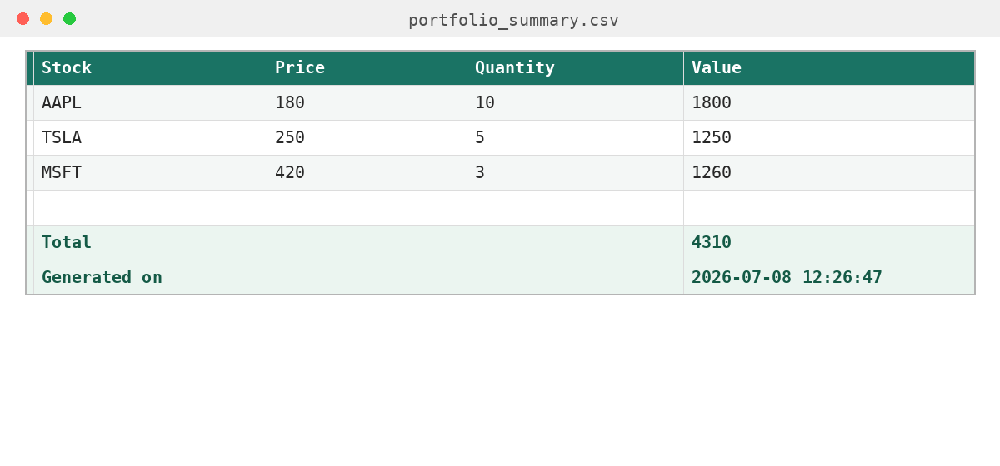 portfolio_summary.csv
Stock Price Quantity Value
AAPL 180 10 1800
TSLA 250 5 1250
MSFT 420 3 1260
Total 4310
Generated on 2026-07-08 12:26:47